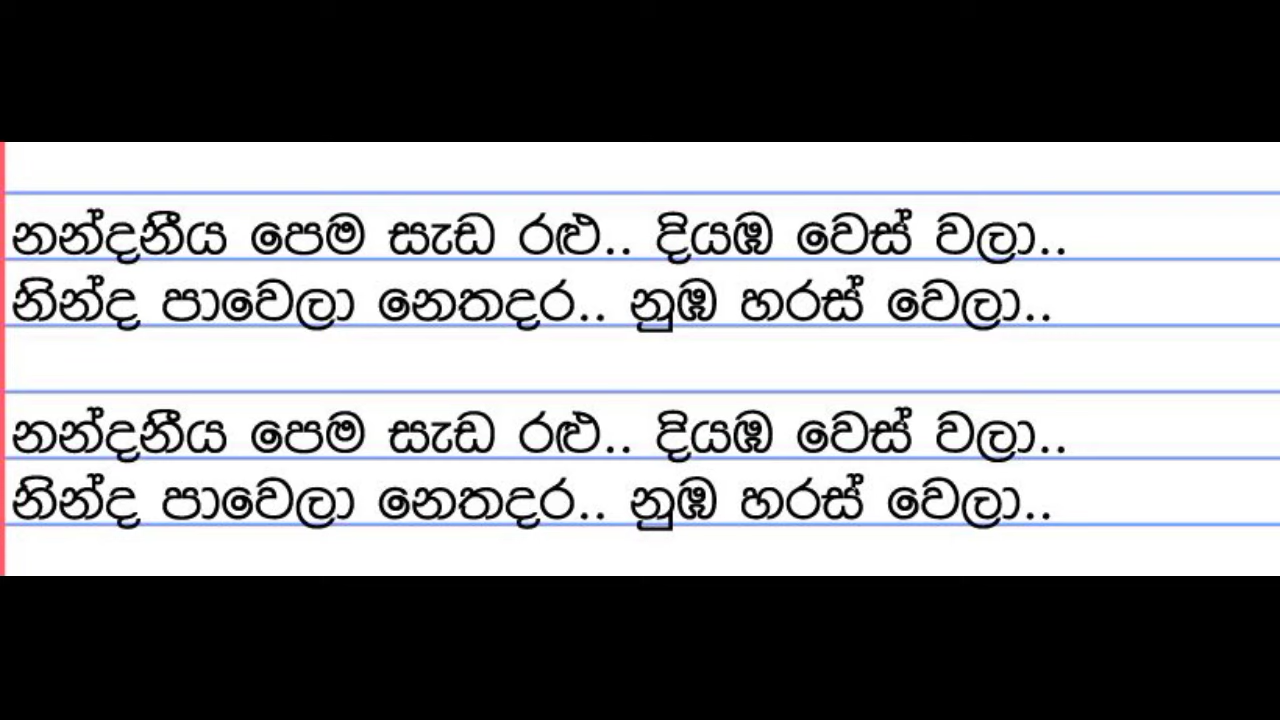 නන්දනීය පෙම සැඩ රළු.. දියඹ වෙස් වලා..
නින්ද පාවෙලා නෙතදර.. නුඹ හරස් වෙලා..
නන්දනීය පෙම සැඩ රළු.. දියඹ වෙස් වලා..
නින්ද පාවෙලා නෙතදර.. නුඹ හරස් වෙලා..